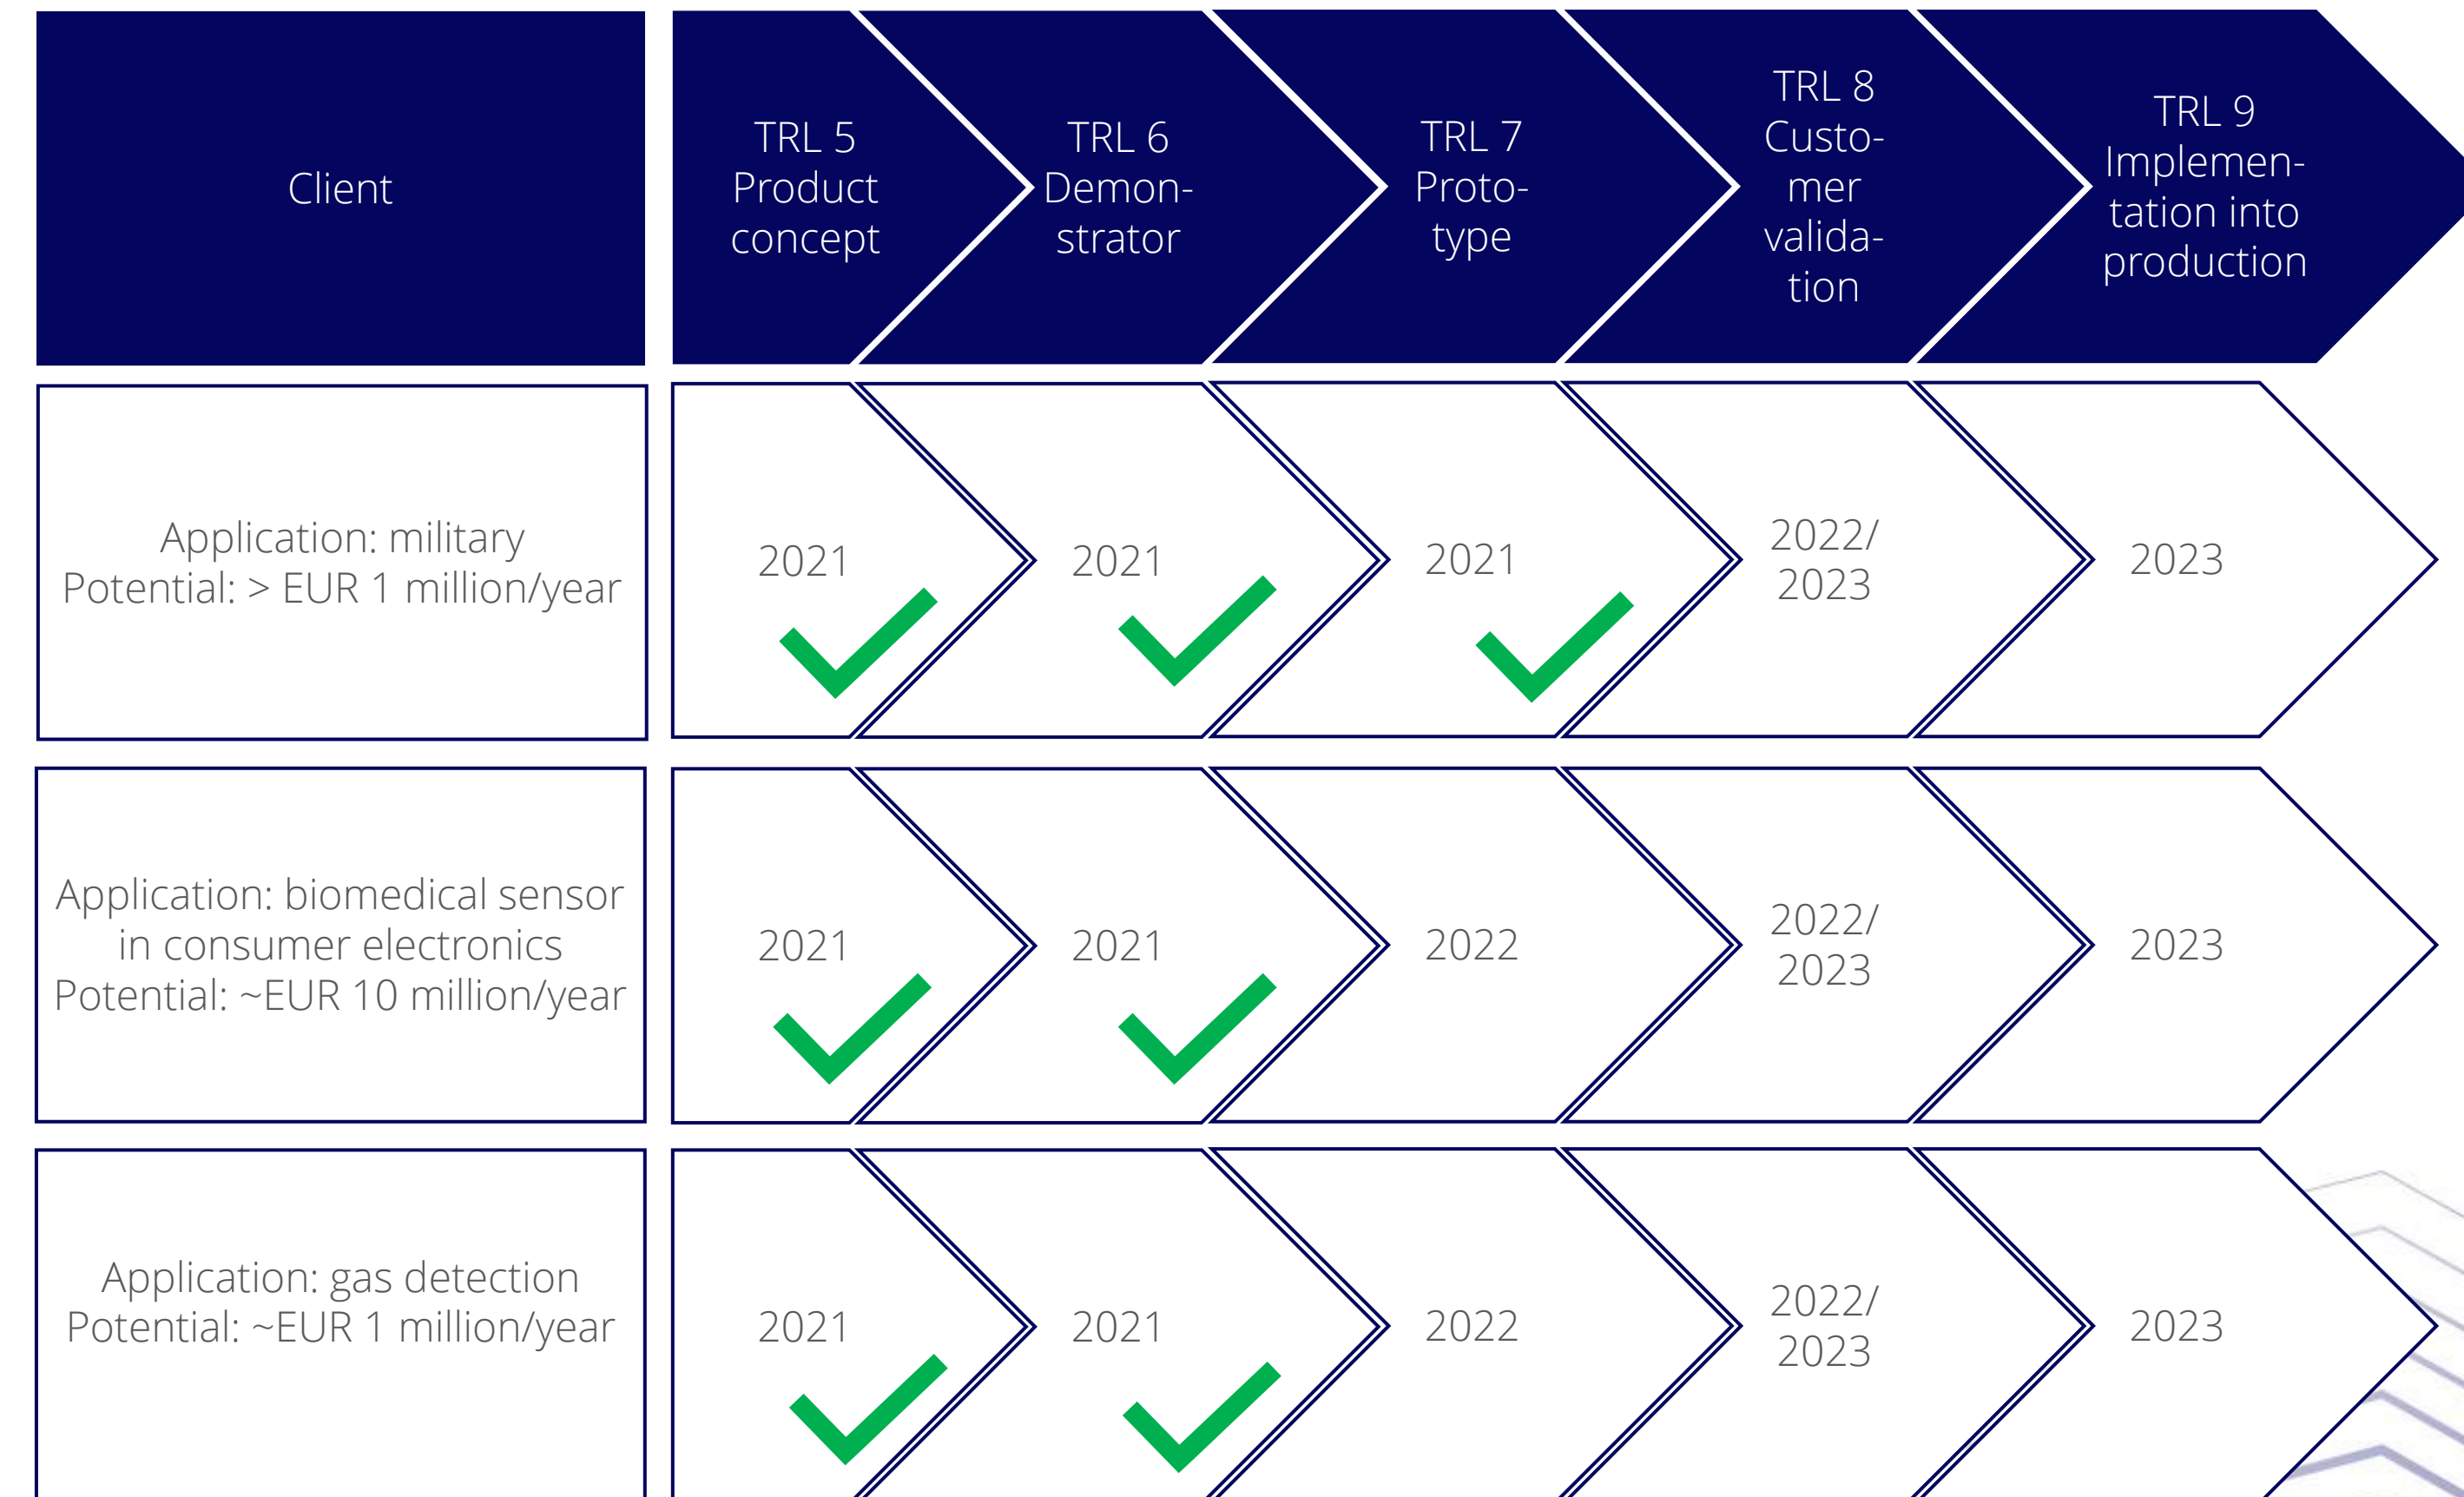 Client
TRL 5
Product
concept
TRL 6
Demon-
strator
TRL 7
Proto-
type
TRL 8
Custo-
mer
valida-
tion
TRL 9
Implemen-
tation into
production
Application: military
Potential: > EUR 1 million/year
2021
2021
2021
2022/
2023
2023
Application: biomedical sensor
in consumer electronics
Potential: ~EUR 10 million/year
2021
2021
2022
2022/
2023
2023
Application: gas detection
Potential: ~EUR 1 million/year
2021
2021
2022
2022/
2023
2023